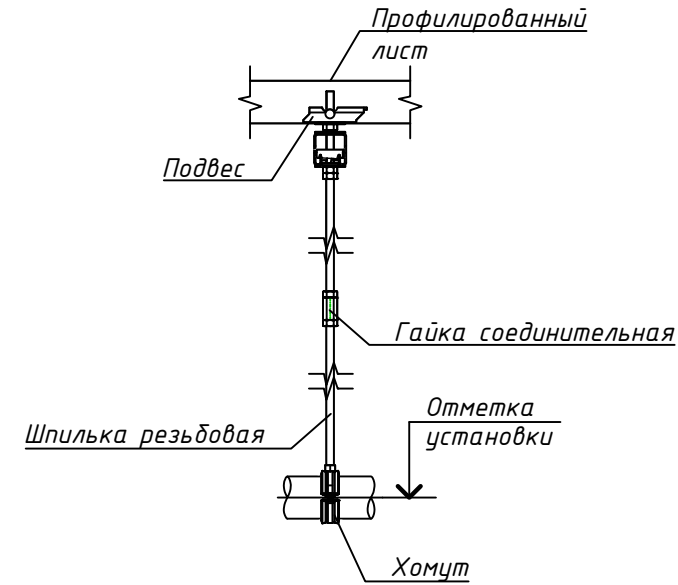 Профилированный
лист
Подвес
Гайка соединительная
Отметка
установки
Шпилька резьбовая
Хомут